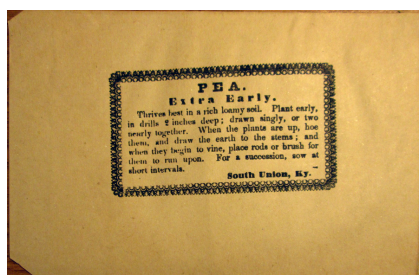 PEA.
Extra Early.
Thrives best in a rich loamy soil. Plant early,
in drills 2 inches deep; drawn singly, or two
nearly together. When the plants are up, hoe
them, and draw the earth to the stems; and
when they begin to vine, place rods or brush for
them to run upon. For a succession, sow at
short intervals.
South Union, Ky.